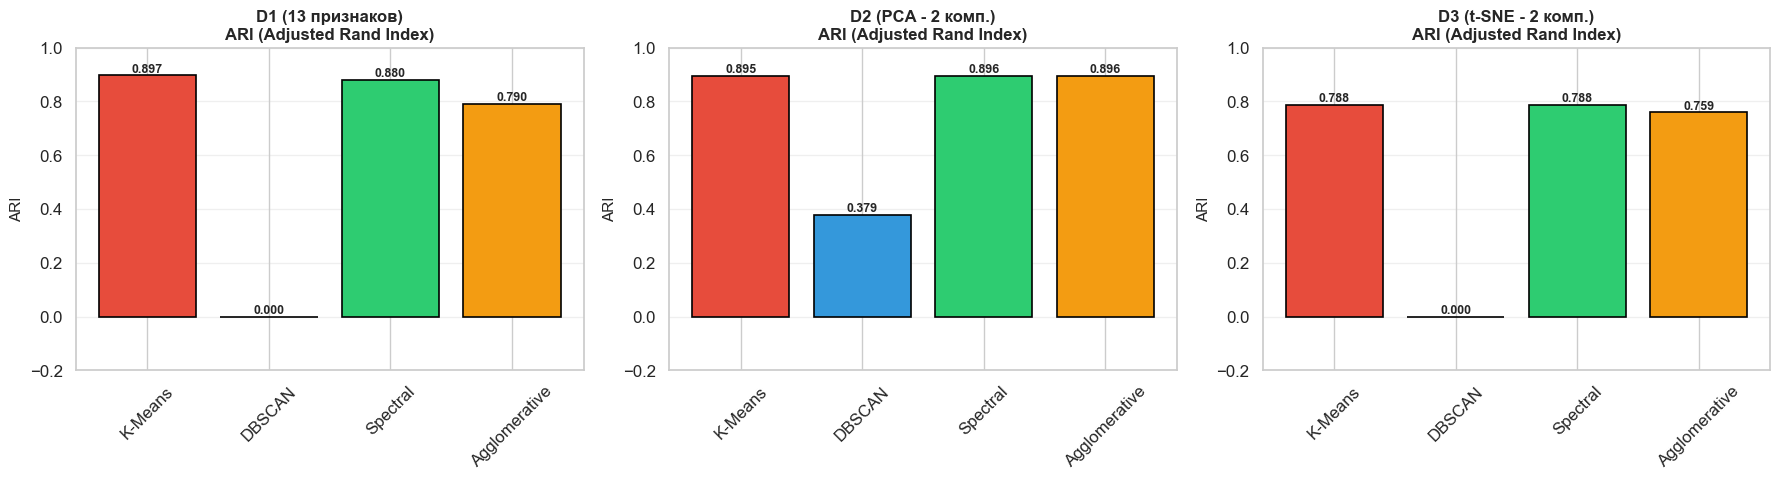 D1 (13 признаков)
ARI (Adjusted Rand Index)
ARI
1.0
0.8
0.6
0.4
0.2
0.0
−0.2
0.897
0.000
0.880
0.790
K-Means
DBSCAN
Spectral
Agglomerative
D2 (PCA - 2 комп.)
ARI (Adjusted Rand Index)
ARI
1.0
0.8
0.6
0.4
0.2
0.0
−0.2
0.895
0.379
0.896
0.896
K-Means
DBSCAN
Spectral
Agglomerative
D3 (t-SNE - 2 комп.)
ARI (Adjusted Rand Index)
ARI
1.0
0.8
0.6
0.4
0.2
0.0
−0.2
0.788
0.000
0.788
0.759
K-Means
DBSCAN
Spectral
Agglomerative